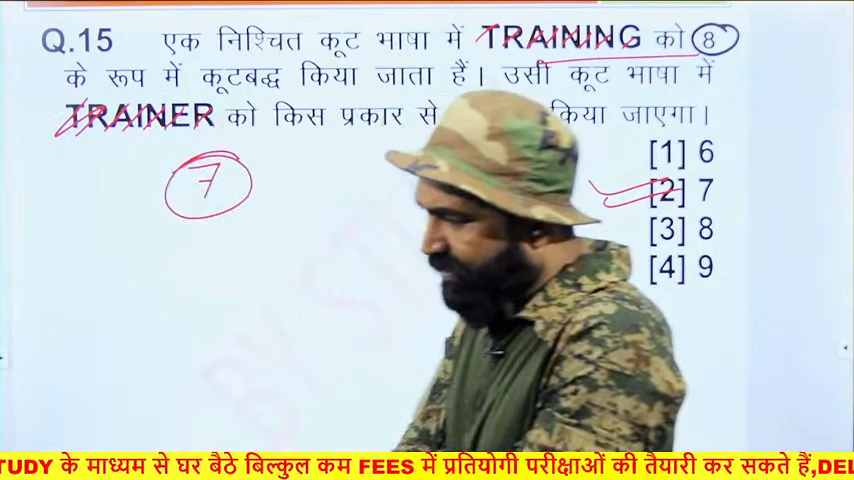 Q.15 एक निश्चित कूट भाषा में TRAINING को 8
के रूप में कूटबद्ध किया जाता हैं। उसी कूट भाषा में
TRAINER को किस प्रकार से किया जाएगा।
[1] 6
[2] 7
[3] 8
[4] 9
7
BY
TUDY के माध्यम से घर बैठे बिल्कुल कम FEES में प्रतियोगी परीक्षाओं की तैयारी कर सकते हैं,DEL